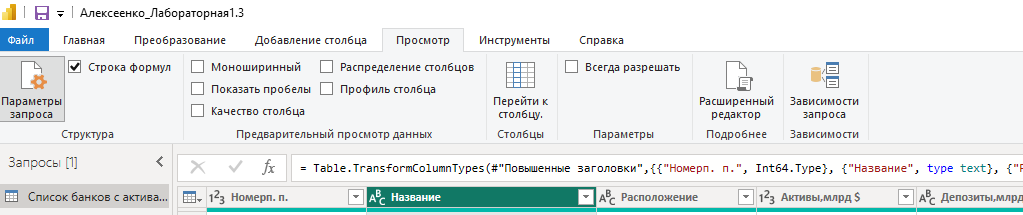 Алексеенко_Лабораторная1.3
Файл Главная Преобразование Добавление столбца Просмотр Инструменты Справка
Параметры запроса
Строка формул
Структура
Моноширинный
Показать пробелы
Качество столбца
Распределение столбцов
Профиль столбца
Предварительный просмотр данных
Перейти к столбцу.
Столбцы
Всегда разрешать
Параметры
Расширенный редактор
Подробнее
Зависимости запроса
Зависимости
Запросы [1]
fx
= Table.TransformColumnTypes(#"Повышенные заголовки",{{"Номерп. п.", Int64.Type}, {"Название", type text}, {"
Список банков с актива...
123 Номерп. п.
ABC Название
ABC Расположение
123 Активы,млрд $
ABC Депозиты,млрд